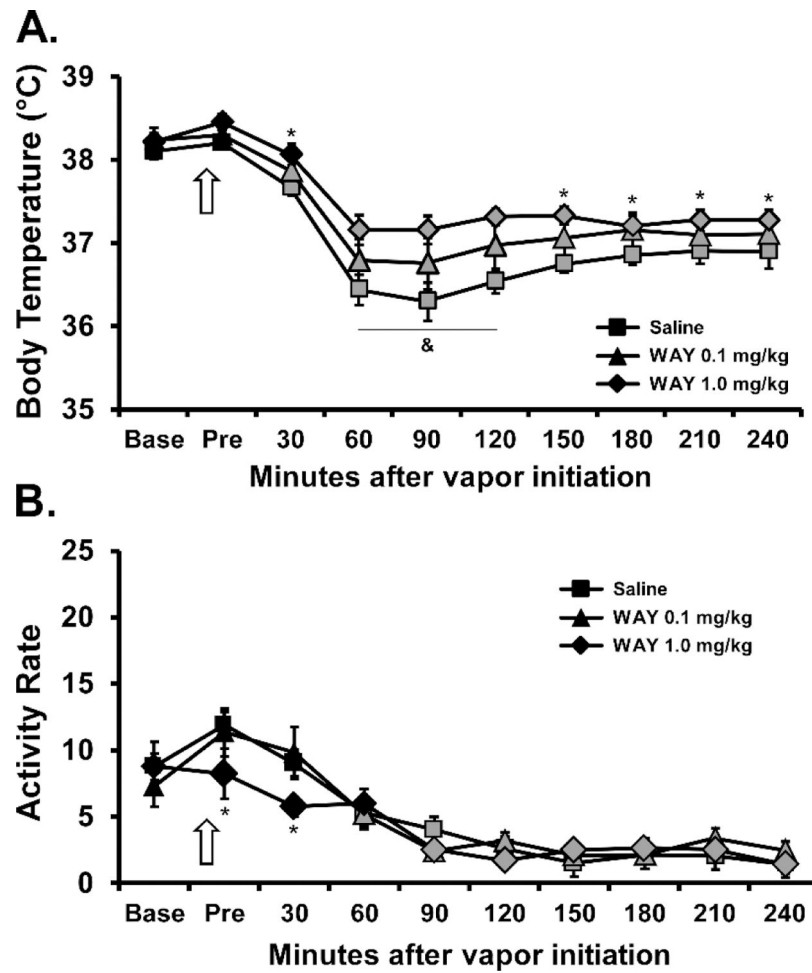 A.
Body Temperature (°C)
39
38
37
36
35
*
*
*
*
*
&
Saline
WAY 0.1 mg/kg
WAY 1.0 mg/kg
Base Pre 30 60 90 120 150 180 210 240
Minutes after vapor initiation
B.
Activity Rate
25
20
15
10
5
0
Saline
WAY 0.1 mg/kg
WAY 1.0 mg/kg
*
*
Base Pre 30 60 90 120 150 180 210 240
Minutes after vapor initiation